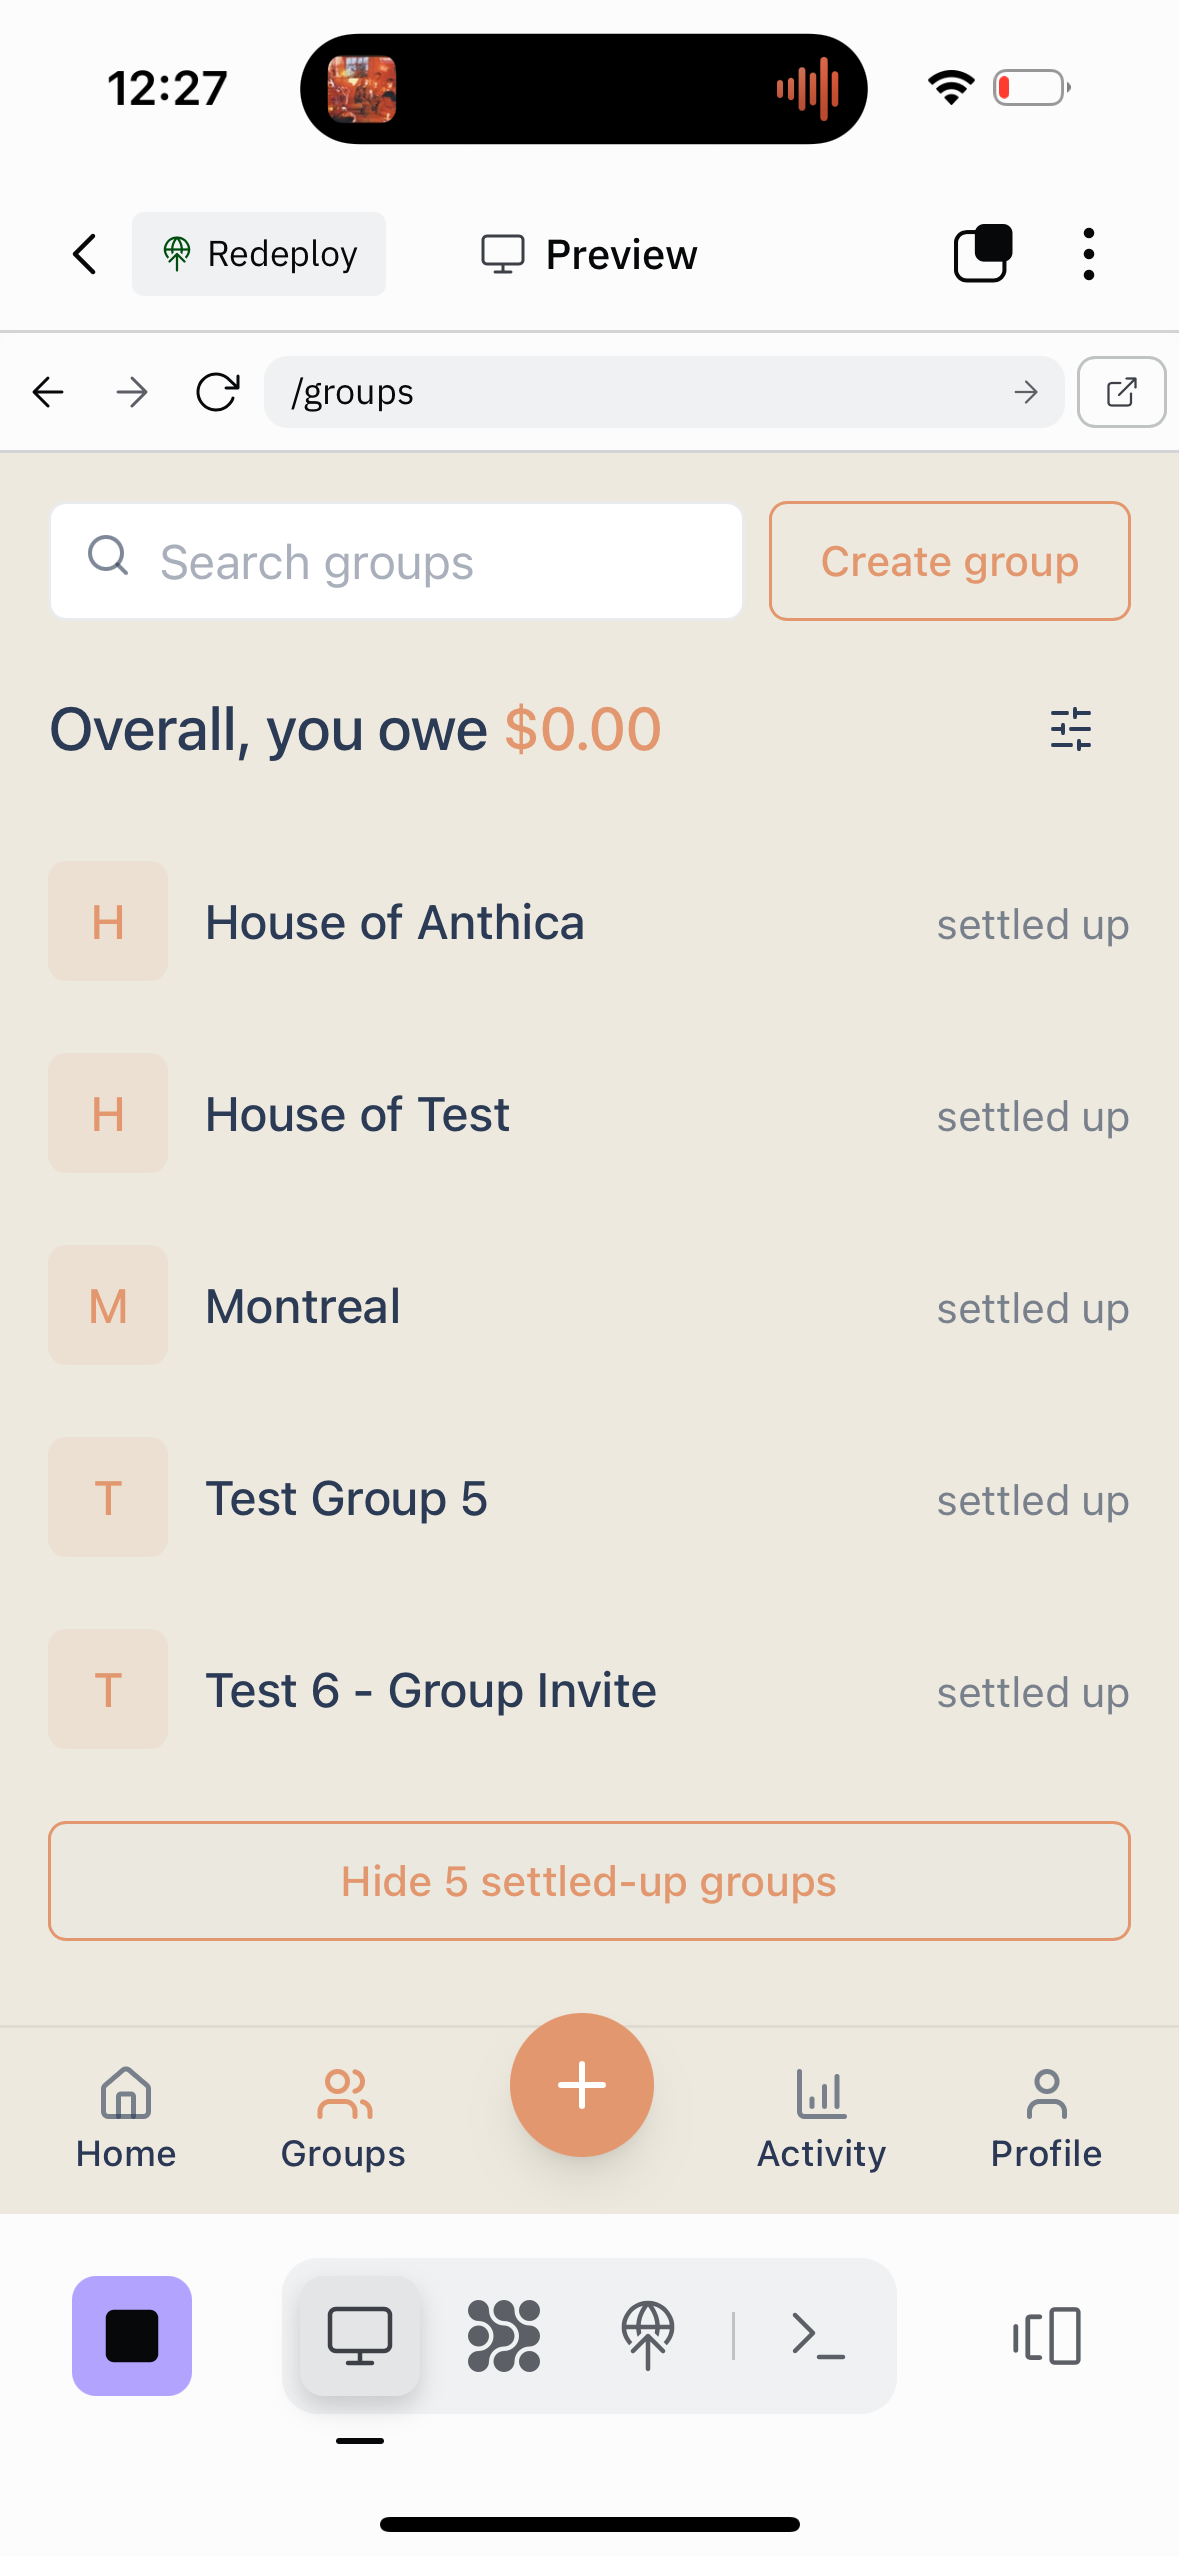 12:27
Redeploy
Preview
/groups
Search groups
Create group
Overall, you owe $0.00
H
House of Anthica
settled up
H
House of Test
settled up
M
Montreal
settled up
T
Test Group 5
settled up
T
Test 6 - Group Invite
settled up
Hide 5 settled-up groups
Home
Groups
Activity
Profile